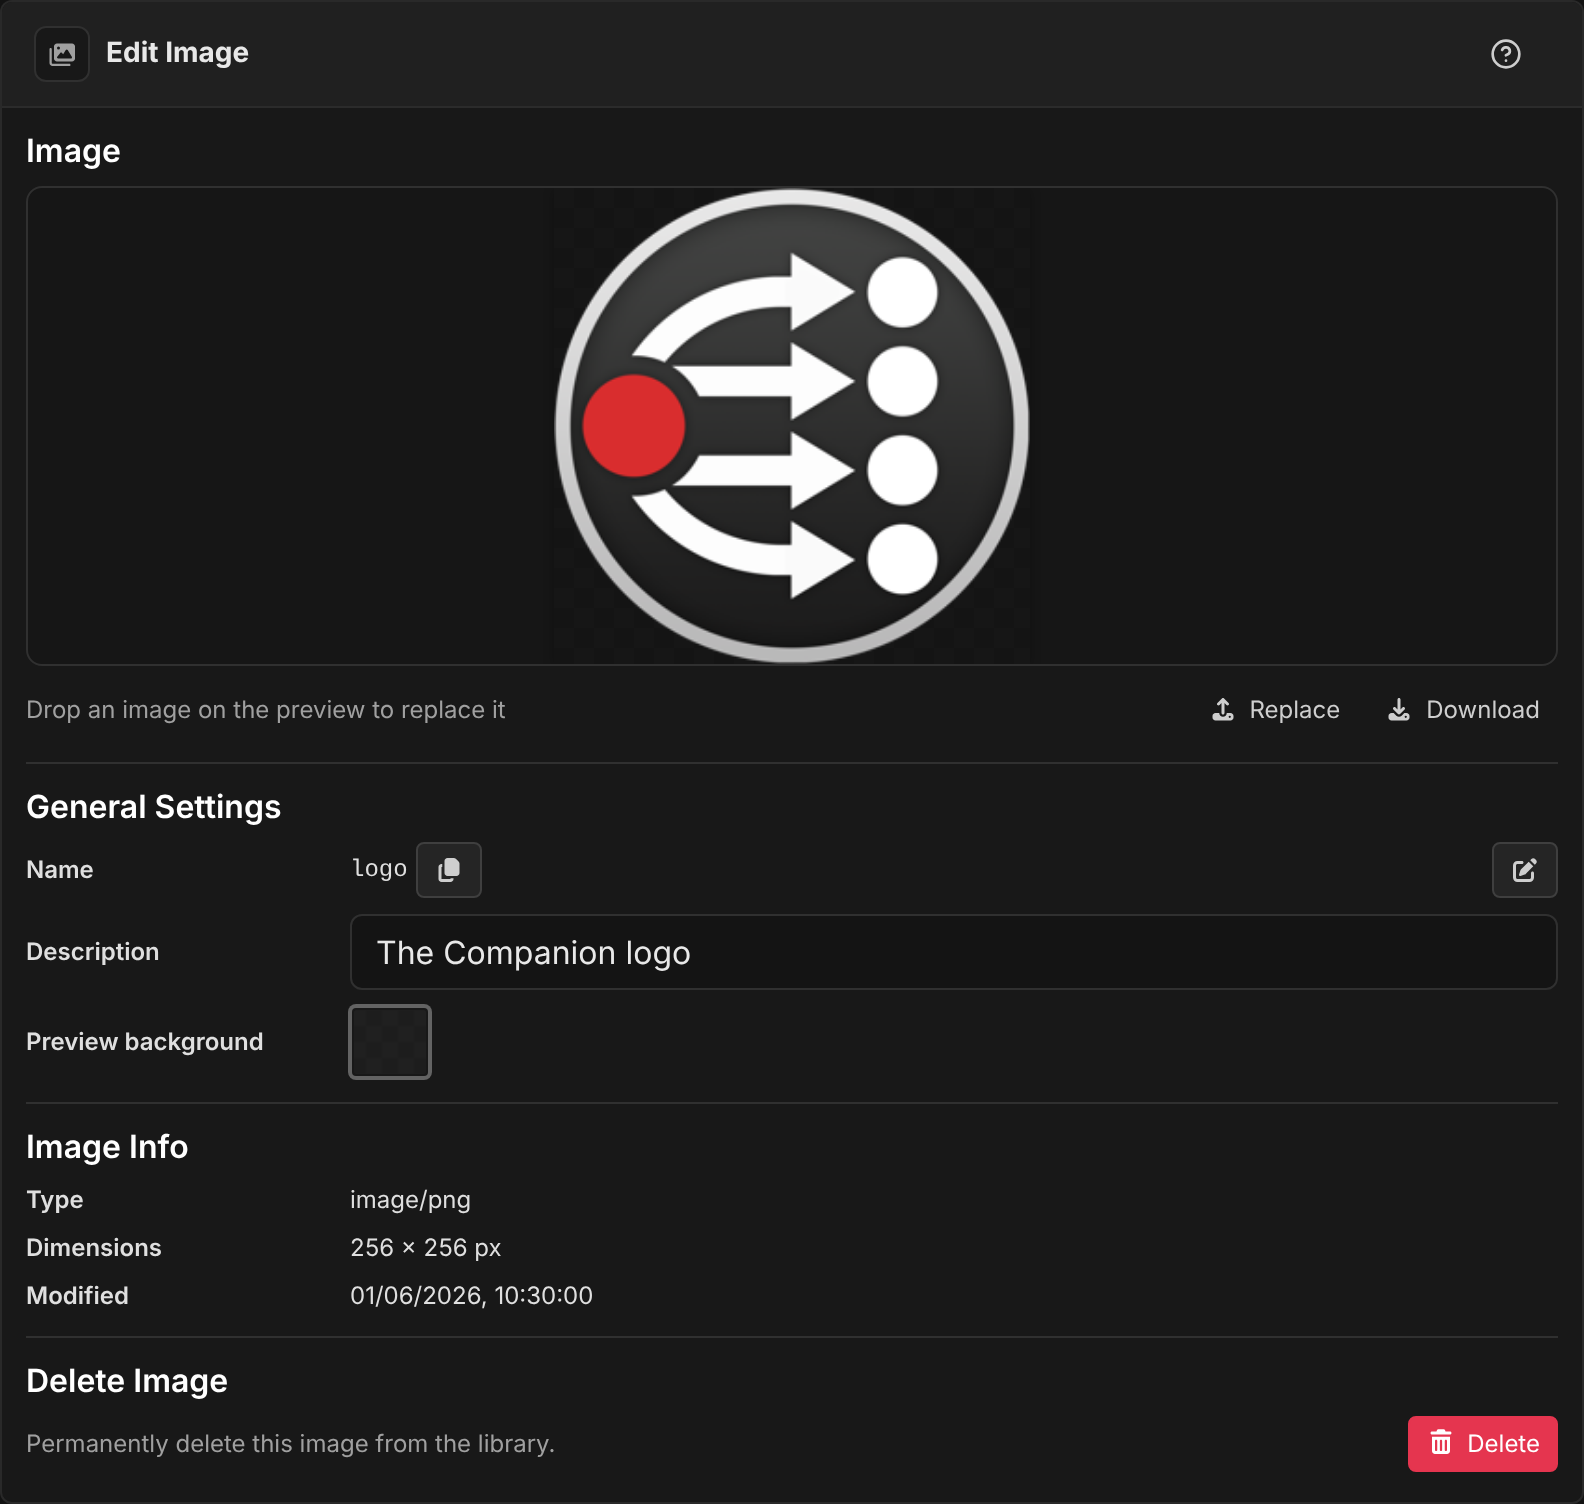 Edit Image
Image
Drop an image on the preview to replace it
Replace
Download
General Settings
Name
logo
Description
The Companion logo
Preview background
Image Info
Type
image/png
Dimensions
256 × 256 px
Modified
01/06/2026, 10:30:00
Delete Image
Permanently delete this image from the library.
Delete